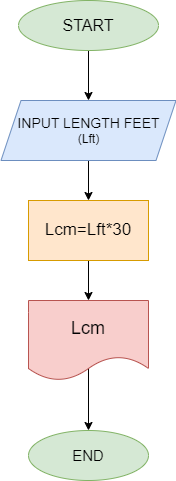 START
INPUT LENGTH FEET
(Lft)
Lcm=Lft*30
Lcm
END